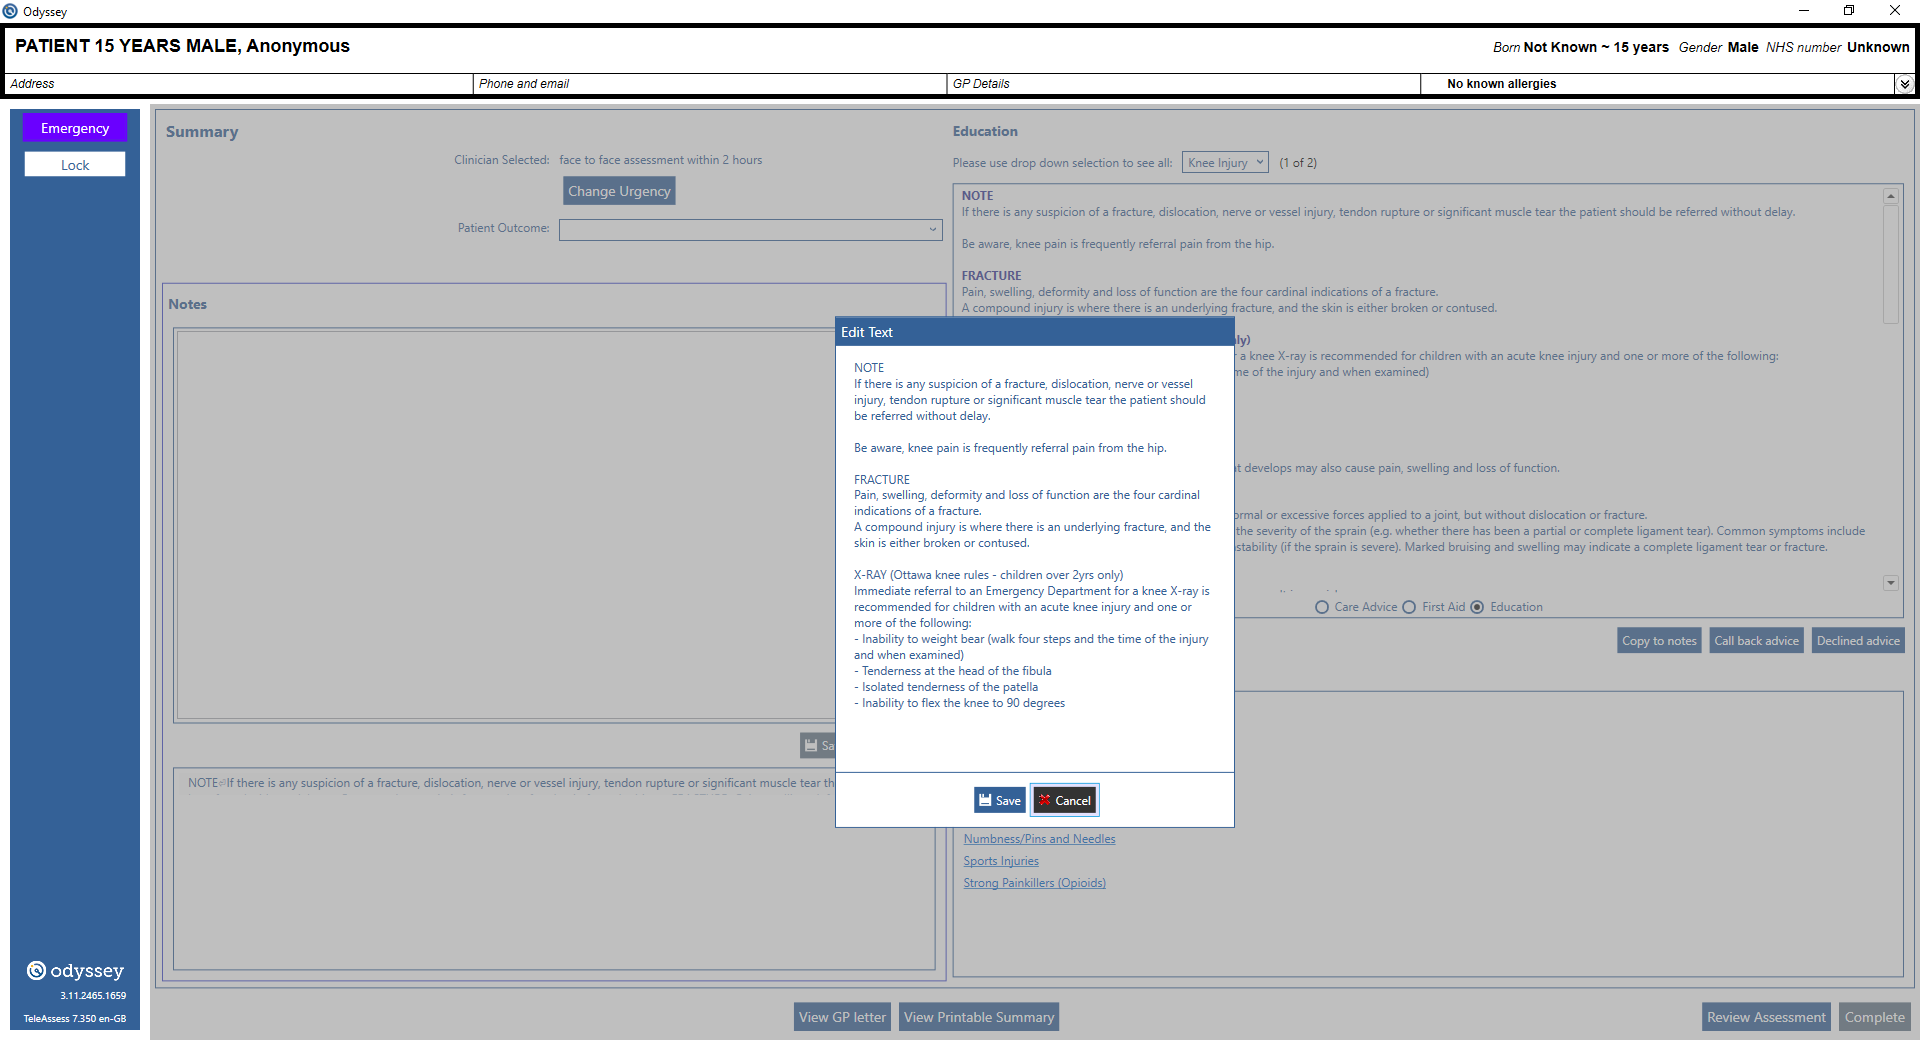 Odyssey
PATIENT 15 YEARS MALE, Anonymous
Born Not Known ~ 15 years Gender Male NHS number Unknown
Address
Phone and email
GP Details
No known allergies
Emergency
Lock
Summary
Clinician Selected: face to face assessment within 2 hours
Change Urgency
Patient Outcome:
Notes
Sa
NOTE If there is any suspicion of a fracture, dislocation, nerve or vessel injury, tendon rupture or significant muscle tear th
Education
Please use drop down selection to see all: Knee Injury (1 of 2)
NOTE
If there is any suspicion of a fracture, dislocation, nerve or vessel injury, tendon rupture or significant muscle tear the patient should be referred without delay.
Be aware, knee pain is frequently referral pain from the hip.
FRACTURE
Pain, swelling, deformity and loss of function are the four cardinal indications of a fracture.
A compound injury is where there is an underlying fracture, and the skin is either broken or contused.
ly)
a knee X-ray is recommended for children with an acute knee injury and one or more of the following:
me of the injury and when examined)
t develops may also cause pain, swelling and loss of function.
ormal or excessive forces applied to a joint, but without dislocation or fracture.
the severity of the sprain (e.g. whether there has been a partial or complete ligament tear). Common symptoms include
stability (if the sprain is severe). Marked bruising and swelling may indicate a complete ligament tear or fracture.
Care Advice First Aid Education
Copy to notes Call back advice Declined advice
Edit Text
NOTE
If there is any suspicion of a fracture, dislocation, nerve or vessel
injury, tendon rupture or significant muscle tear the patient should
be referred without delay.
Be aware, knee pain is frequently referral pain from the hip.
FRACTURE
Pain, swelling, deformity and loss of function are the four cardinal
indications of a fracture.
A compound injury is where there is an underlying fracture, and the
skin is either broken or contused.
X-RAY (Ottawa knee rules - children over 2yrs only)
Immediate referral to an Emergency Department for a knee X-ray is
recommended for children with an acute knee injury and one or
more of the following:
- Inability to weight bear (walk four steps and the time of the injury
and when examined)
- Tenderness at the head of the fibula
- Isolated tenderness of the patella
- Inability to flex the knee to 90 degrees
Save Cancel
Numbness/Pins and Needles
Sports Injuries
Strong Painkillers (Opioids)
odyssey
3.11.2465.1659
TeleAssess 7.350 en-GB
View GP letter View Printable Summary
Review Assessment Complete